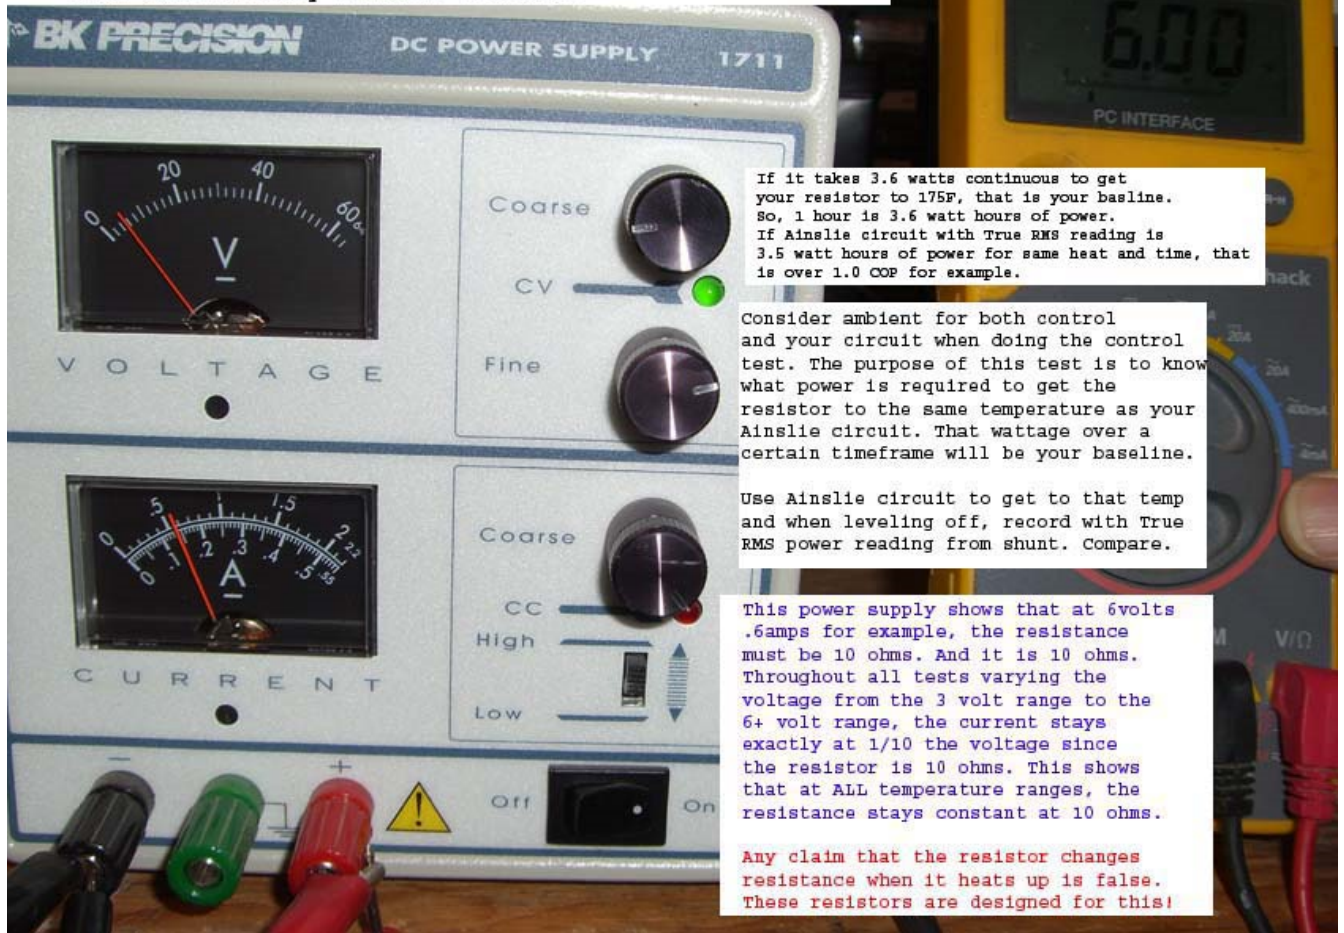 BK PRECISION
DC POWER SUPPLY 1711
6.00
PC INTERFACE
0 20 40 60
V
VOLTAGE
Coarse
CV
Fine
If it takes 3.6 watts continuous to get
your resistor to 175F, that is your basline.
So, 1 hour is 3.6 watt hours of power.
If Ainslie circuit with True RMS reading is
3.5 watt hours of power for same heat and time, that
is over 1.0 COP for example.
hack
Consider ambient for both control
and your circuit when doing the control
test. The purpose of this test is to know
what power is required to get the
resistor to the same temperature as your
Ainslie circuit. That wattage over a
certain timeframe will be your baseline.
Use Ainslie circuit to get to that temp
and when leveling off, record with True
RMS power reading from shunt. Compare.
20A
20A
400mA
4mA
0 .5 1 1.5 2 2.2
0 .1 .2 .3 .4 .5 .55
A
CURRENT
Coarse
CC
High
Low
This power supply shows that at 6volts
.6amps for example, the resistance
must be 10 ohms. And it is 10 ohms.
Throughout all tests varying the
voltage from the 3 volt range to the
6+ volt range, the current stays
exactly at 1/10 the voltage since
the resistor is 10 ohms. This shows
that at ALL temperature ranges, the
resistance stays constant at 10 ohms.
Any claim that the resistor changes
resistance when it heats up is false.
These resistors are designed for this!
V/Ω
- +
Off On